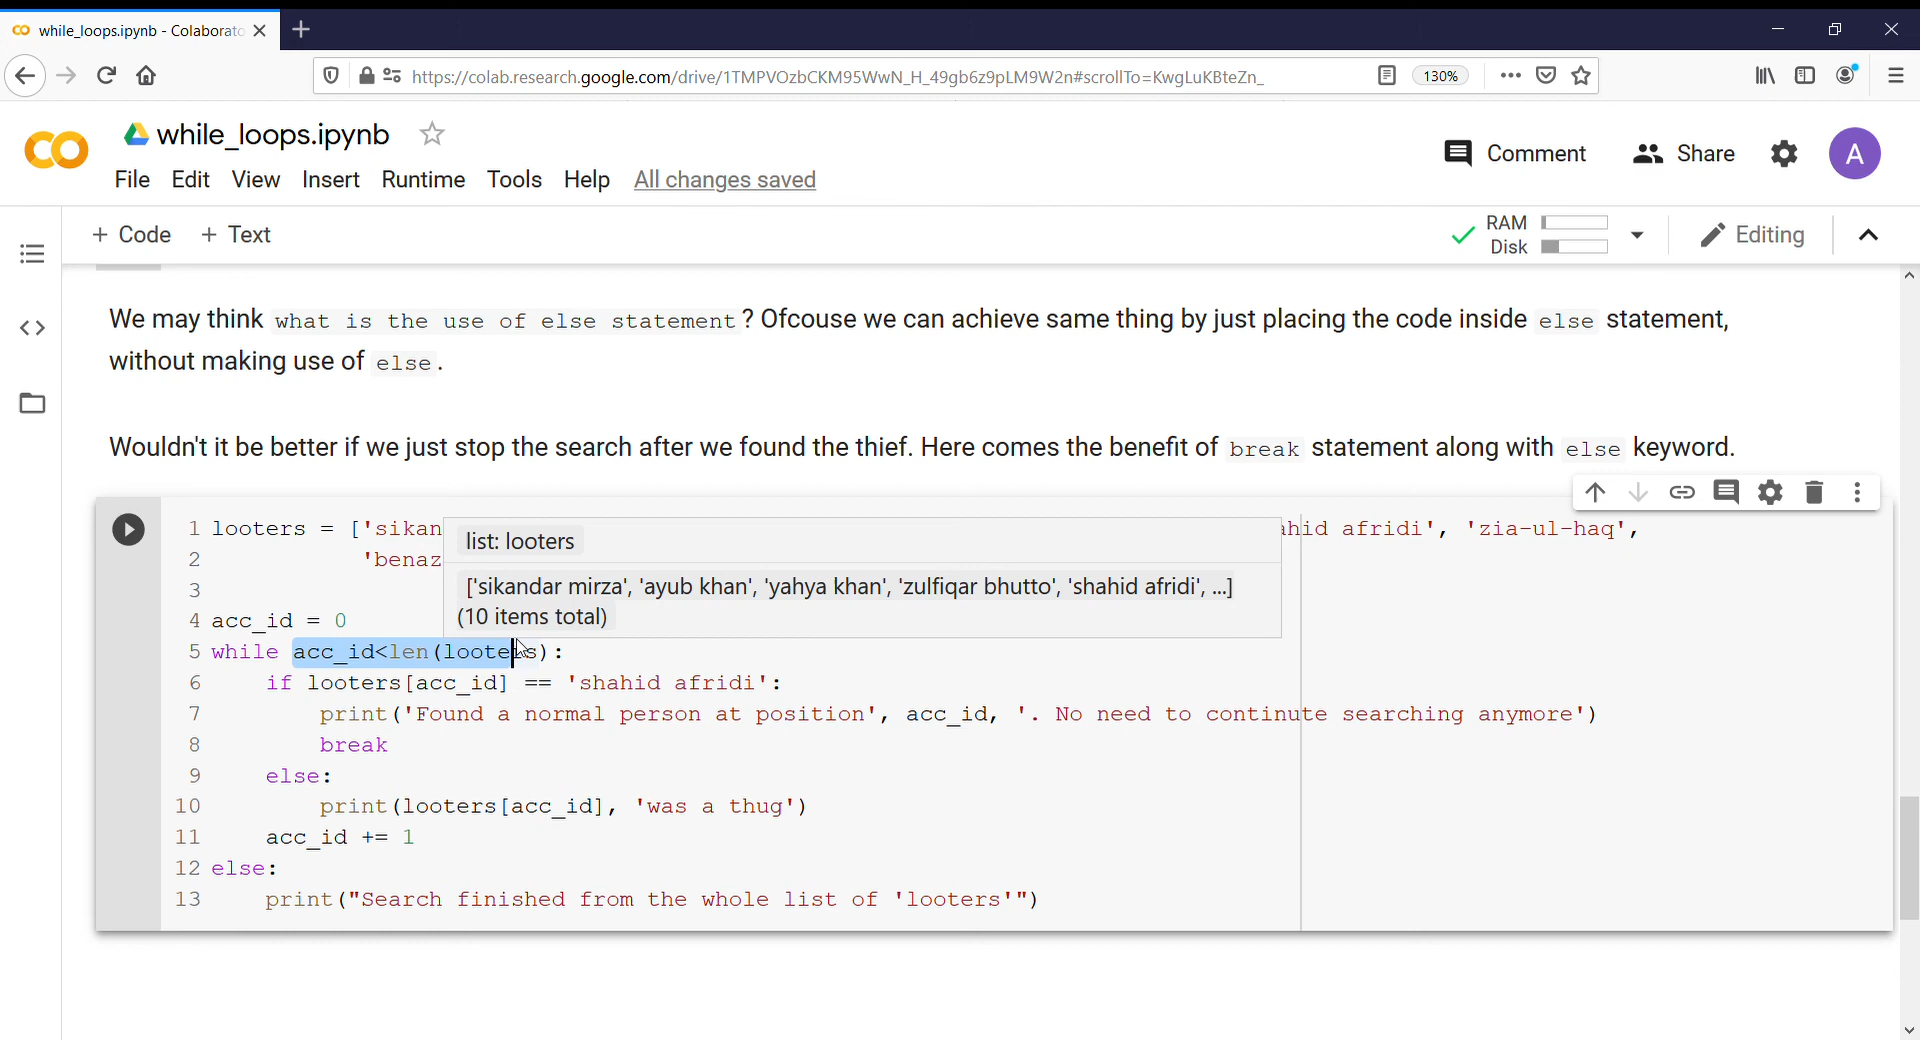 while_loops.ipynb - Colaborato
https://colab.research.google.com/drive/1TMPVOzbCKM95WwN_H_49gb6z9pLM9W2n#scrollTo=KwgLuKBteZn_
130%
while_loops.ipynb
Comment
Share
A
File Edit View Insert Runtime Tools Help All changes saved
+ Code + Text
RAM
Disk
Editing
We may think what is the use of else statement? Ofcouse we can achieve same thing by just placing the code inside else statement,
without making use of else.
Wouldn't it be better if we just stop the search after we found the thief. Here comes the benefit of break statement along with else keyword.
1 looters = ['sikan hid afridi', 'zia-ul-haq',
list: looters
2 'benaz
['sikandar mirza', 'ayub khan', 'yahya khan', 'zulfiqar bhutto', 'shahid afridi', ...]
(10 items total)
3
4 acc_id = 0
5 while acc_id<len(looters):
6 if looters[acc_id] == 'shahid afridi':
7 print('Found a normal person at position', acc_id, '. No need to continute searching anymore')
8 break
9 else:
10 print(looters[acc_id], 'was a thug')
11 acc_id += 1
12 else:
13 print("Search finished from the whole list of 'looters'")